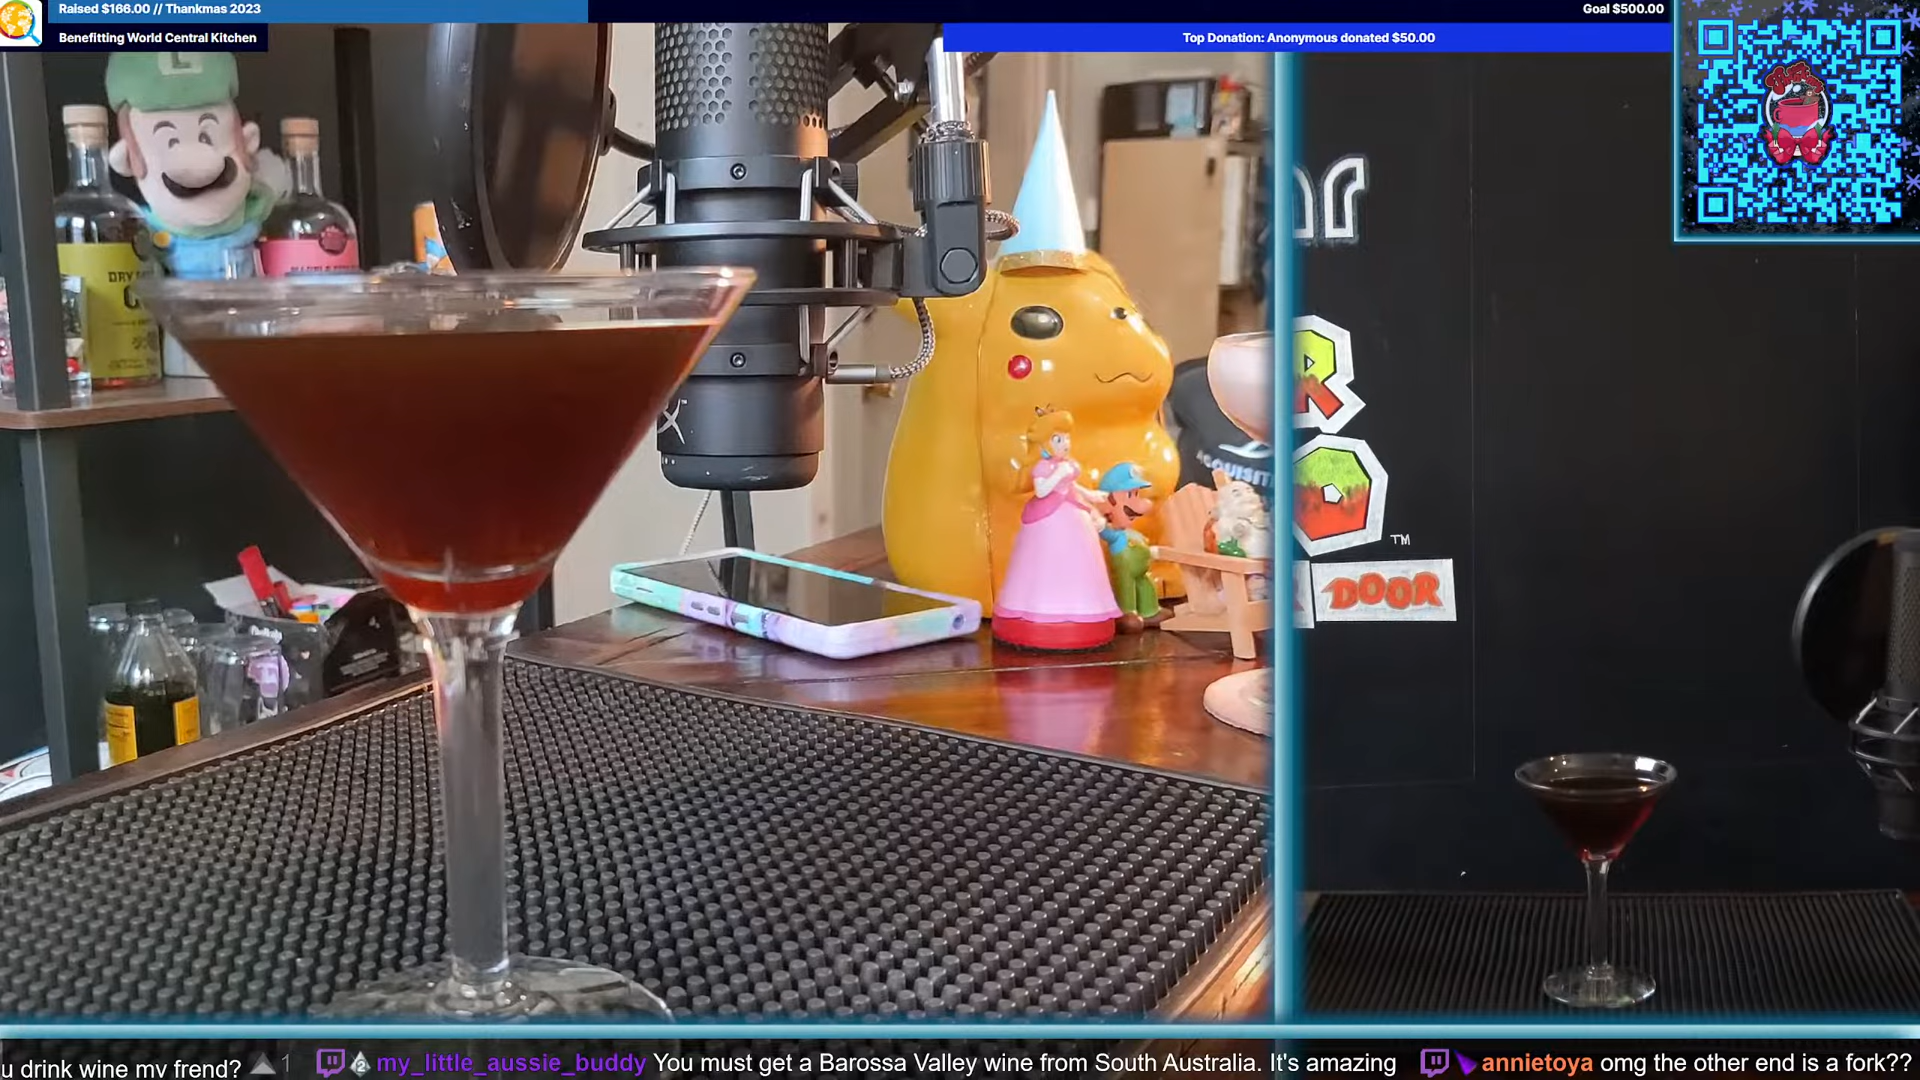 Raised $166.00 // Thankmas 2023
Goal $500.00
Benefitting World Central Kitchen
Top Donation: Anonymous donated $50.00
L
DRY
ar
R
O
™
DOOR
u drink wine my frend? 1
my_little_aussie_buddy You must get a Barossa Valley wine from South Australia. It's amazing
annietoya omg the other end is a fork??